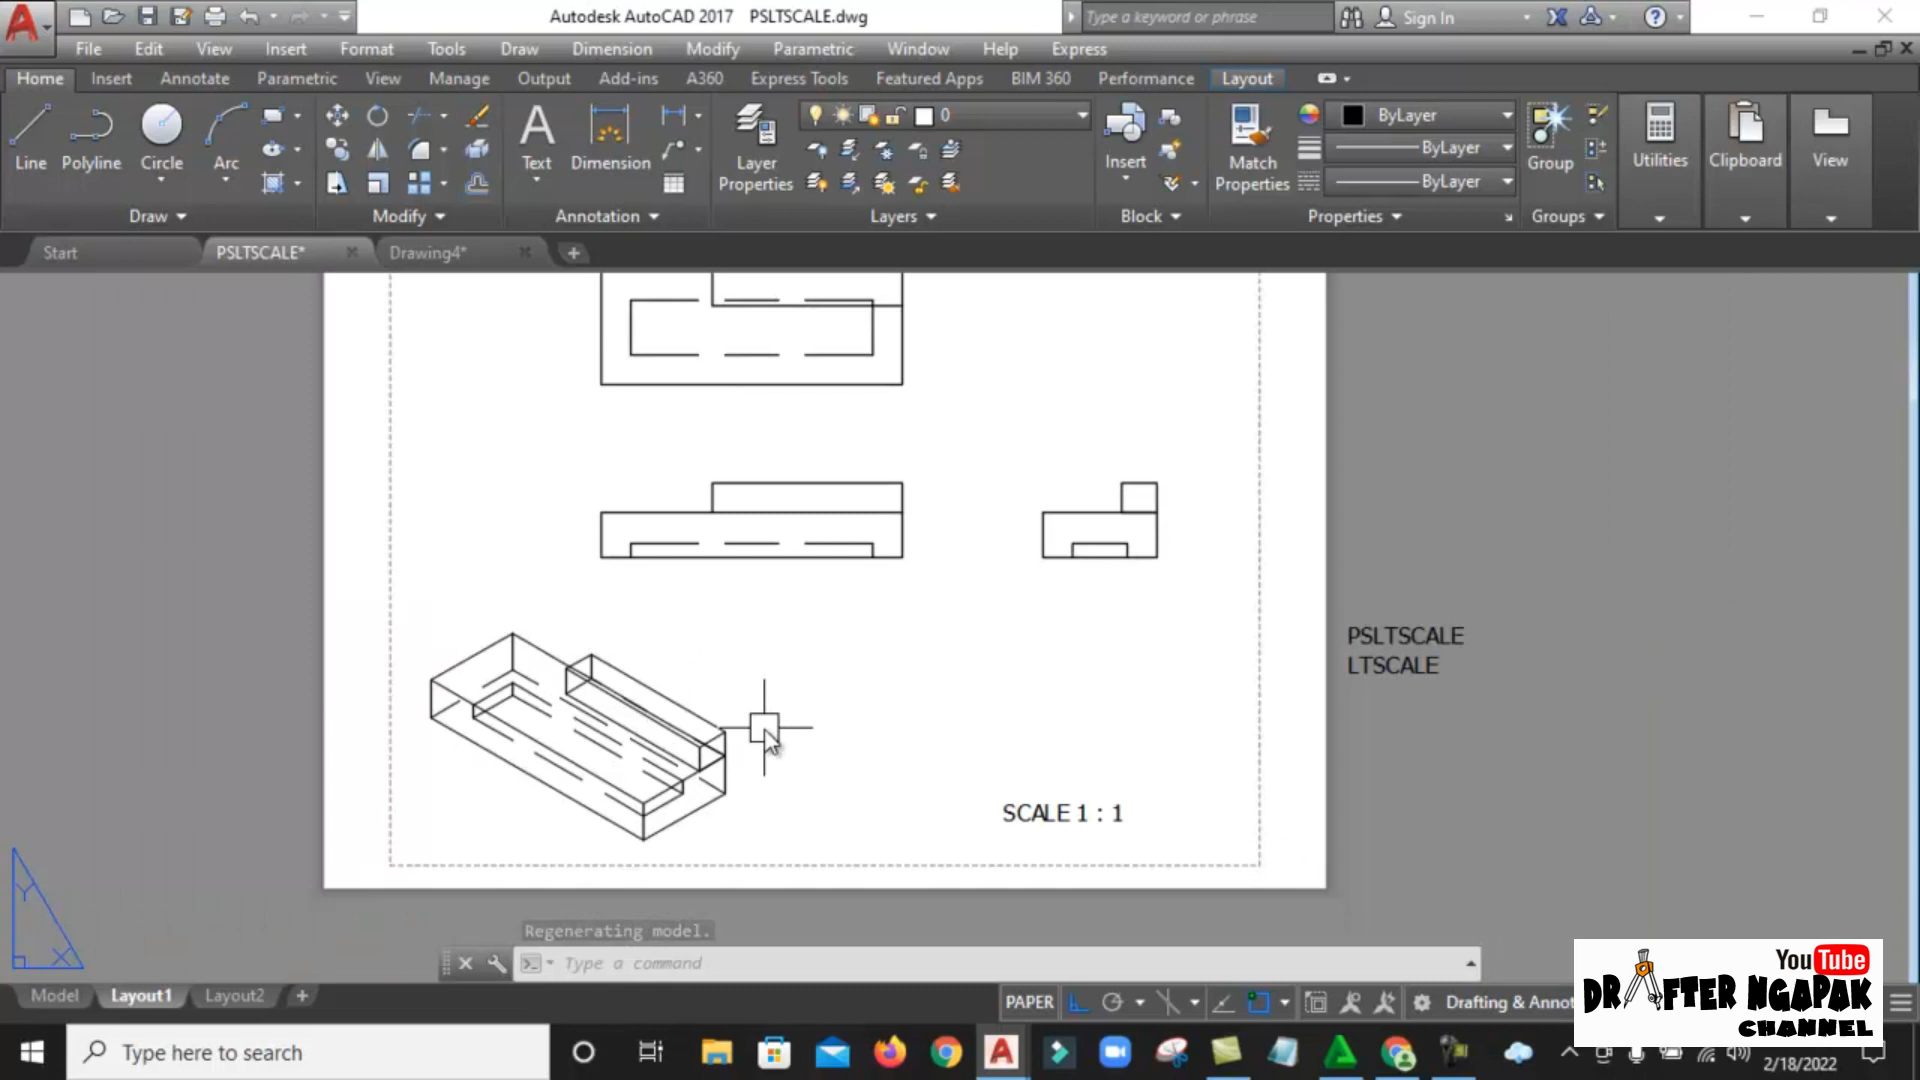 Autodesk AutoCAD 2017 PSLTSCALE.dwg
Type a keyword or phrase
Sign In
File Edit View Insert Format Tools Draw Dimension Modify Parametric Window Help Express
Home Insert Annotate Parametric View Manage Output Add-ins A360 Express Tools Featured Apps BIM 360 Performance Layout
0
ByLayer
ByLayer
ByLayer
Line Polyline Circle Arc
Text Dimension
Layer Properties
Insert
Match Properties
Group
Utilities Clipboard View
Draw Modify Annotation Layers Block Properties Groups
Start PSLTSCALE* Drawing4*
PSLTSCALE
LTSCALE
SCALE 1 : 1
Regenerating model.
Type a command
Y
X
Model Layout1 Layout2
PAPER
Drafting & Annot
YouTube
DRAFTER NGAPAK
CHANNEL
Type here to search
2/18/2022